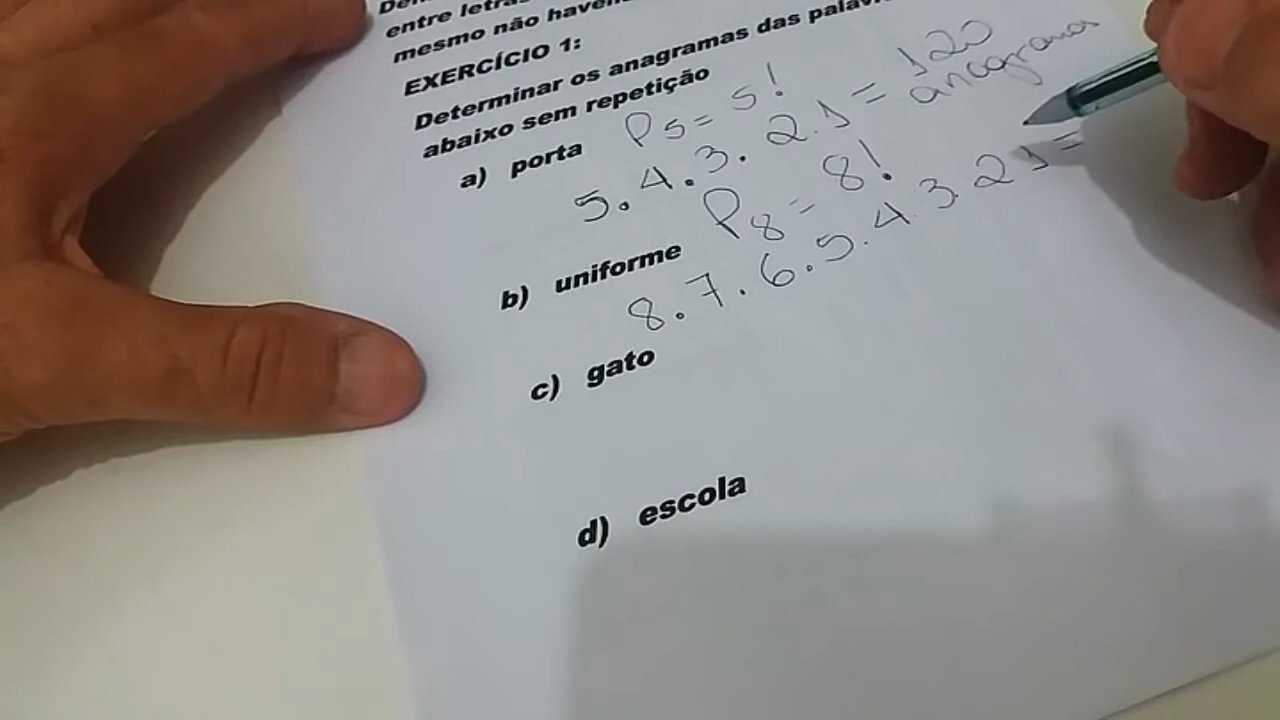 entre
mesmo não
EXERCÍCIO 1:
Determinar os anagramas das
abaixo sem repetição
a) porta P5 = 5!
5.4.3.2.1 = 120
anagramas
b) uniforme P8 = 8!
8.7.6.5.4.3.2 1 =
c) gato
d) escola